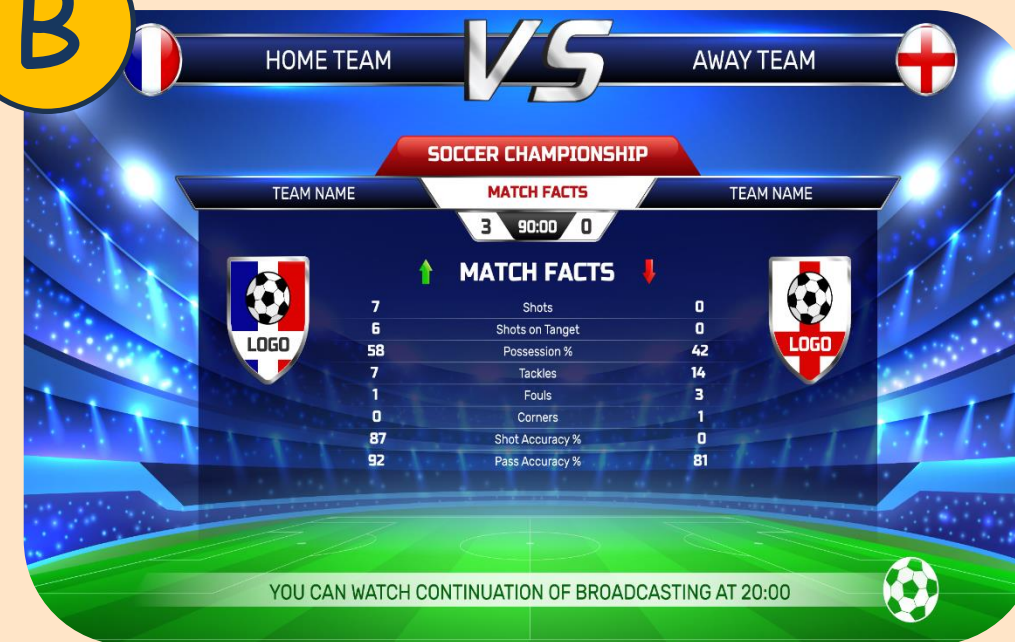 B
HOME TEAM VS AWAY TEAM
SOCCER CHAMPIONSHIP
TEAM NAME MATCH FACTS TEAM NAME
3 90:00 0
MATCH FACTS
LOGO
LOGO
7 Shots 0
6 Shots on Tanget 0
58 Possession % 42
7 Tackles 14
1 Fouls 3
0 Corners 1
87 Shot Accuracy % 0
92 Pass Accuracy % 81
YOU CAN WATCH CONTINUATION OF BROADCASTING AT 20:00